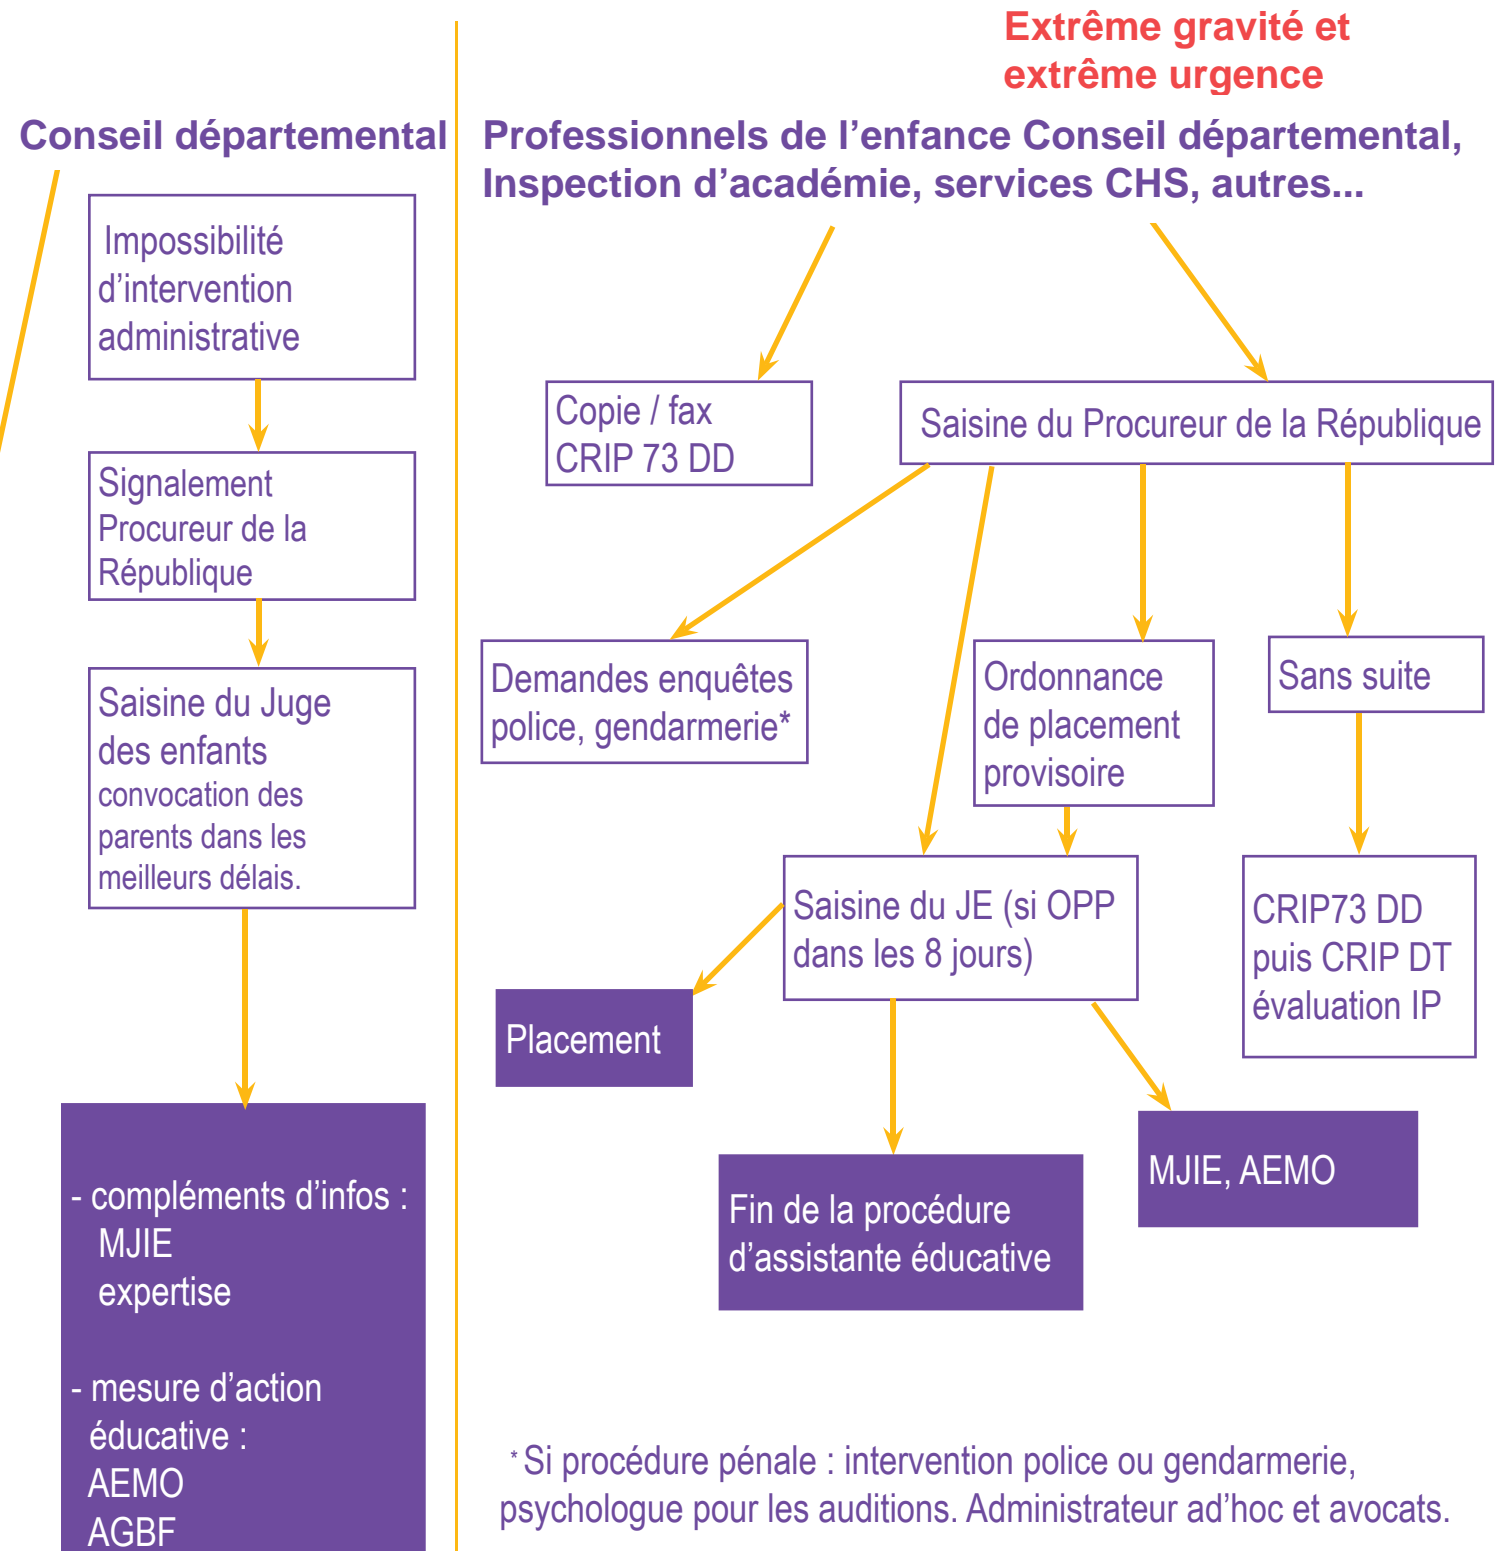 Extrême gravité et
extrême urgence
Conseil départemental
Impossibilité
d’intervention
administrative
Signalement
Procureur de la
République
Saisine du Juge
des enfants
convocation des
parents dans les
meilleurs délais.
- compléments d’infos :
MJIE
expertise
- mesure d’action
éducative :
AEMO
AGBF
Professionnels de l’enfance Conseil départemental,
Inspection d’académie, services CHS, autres...
Copie / fax
CRIP 73 DD
Saisine du Procureur de la République
Demandes enquêtes
police, gendarmerie*
Ordonnance
de placement
provisoire
Sans suite
Saisine du JE (si OPP
dans les 8 jours)
CRIP73 DD
puis CRIP DT
évaluation IP
Placement
Fin de la procédure
d’assistante éducative
MJIE, AEMO
* Si procédure pénale : intervention police ou gendarmerie,
psychologue pour les auditions. Administrateur ad’hoc et avocats.